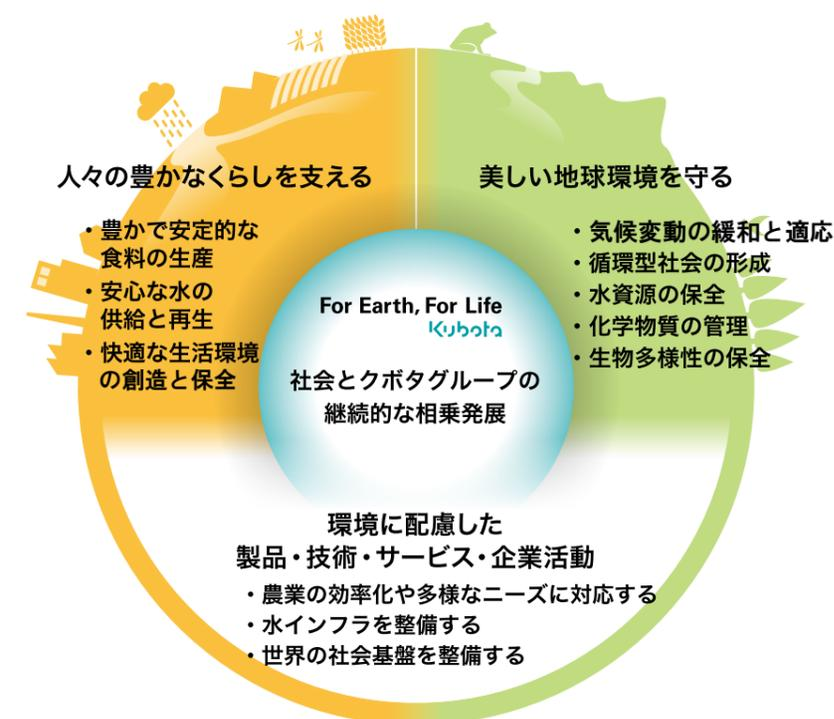 人々の豊かなくらしを支える
・豊かで安定的な
食料の生産
・安心な水の
供給と再生
・快適な生活環境
の創造と保全
美しい地球環境を守る
・気候変動の緩和と適応
・循環型社会の形成
・水資源の保全
・化学物質の管理
・生物多様性の保全
For Earth, For Life
Kubota
社会とクボタグループの
継続的な相乗発展
環境に配慮した
製品・技術・サービス・企業活動
・農業の効率化や多様なニーズに対応する
・水インフラを整備する
・世界の社会基盤を整備する